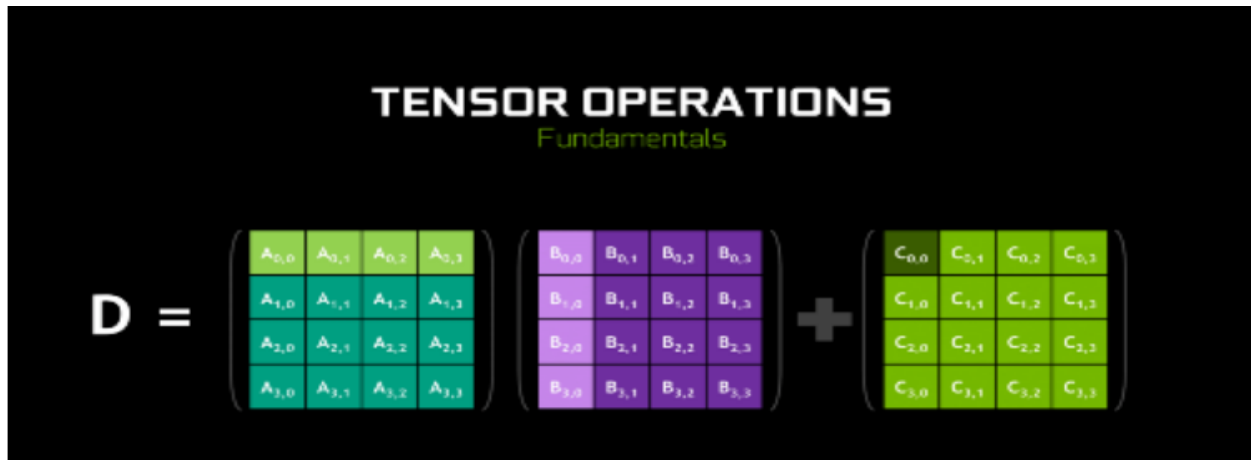 TENSOR OPERATIONS
Fundamentals
A0,0 A0,1 A0,2 A0,3 B0,0 B0,1 B0,2 B0,3 C0,0 C0,1 C0,2 C0,3
A1,0 A1,1 A1,2 A1,3 B1,0 B1,1 B1,2 B1,3 C1,0 C1,1 C1,2 C1,3
D = + 
A2,0 A2,1 A2,2 A2,3 B2,0 B2,1 B2,2 B2,3 C2,0 C2,1 C2,2 C2,3
A3,0 A3,1 A3,2 A3,3 B3,0 B3,1 B3,2 B3,3 C3,0 C3,1 C3,2 C3,3